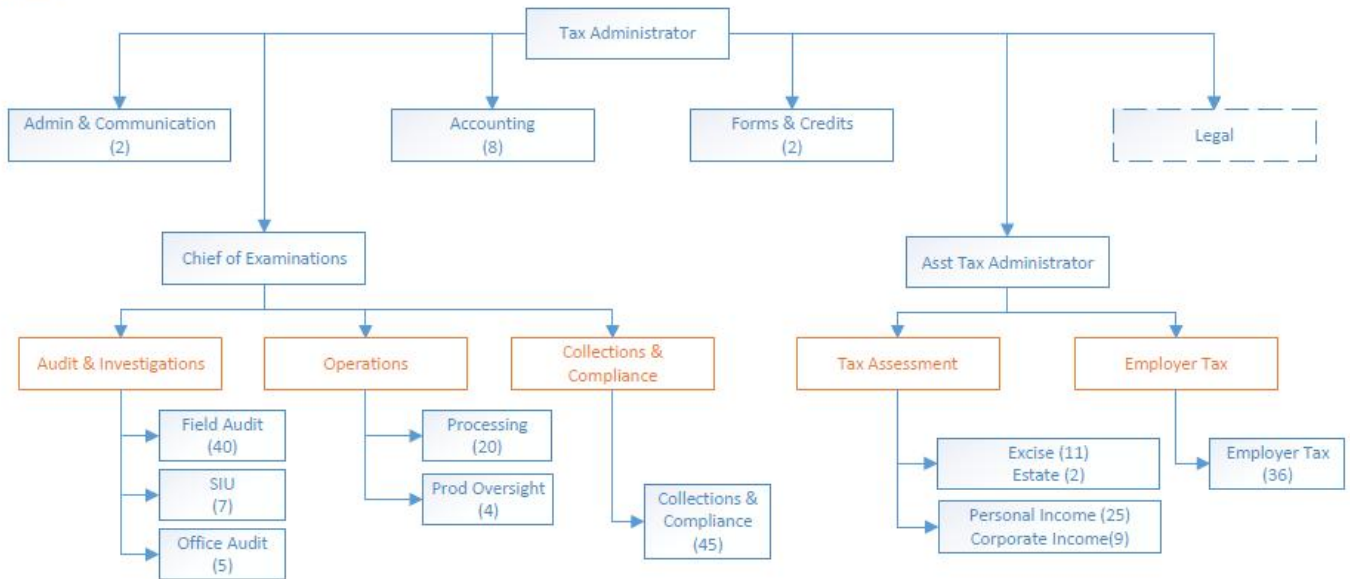 Tax Administrator
Admin & Communication
(2)
Accounting
(8)
Forms & Credits
(2)
Legal
Chief of Examinations
Asst Tax Administrator
Audit & Investigations
Operations
Collections &
Compliance
Tax Assessment
Employer Tax
Field Audit
(40)
SIU
(7)
Office Audit
(5)
Processing
(20)
Prod Oversight
(4)
Collections &
Compliance
(45)
Excise (11)
Estate (2)
Personal Income (25)
Corporate Income(9)
Employer Tax
(36)